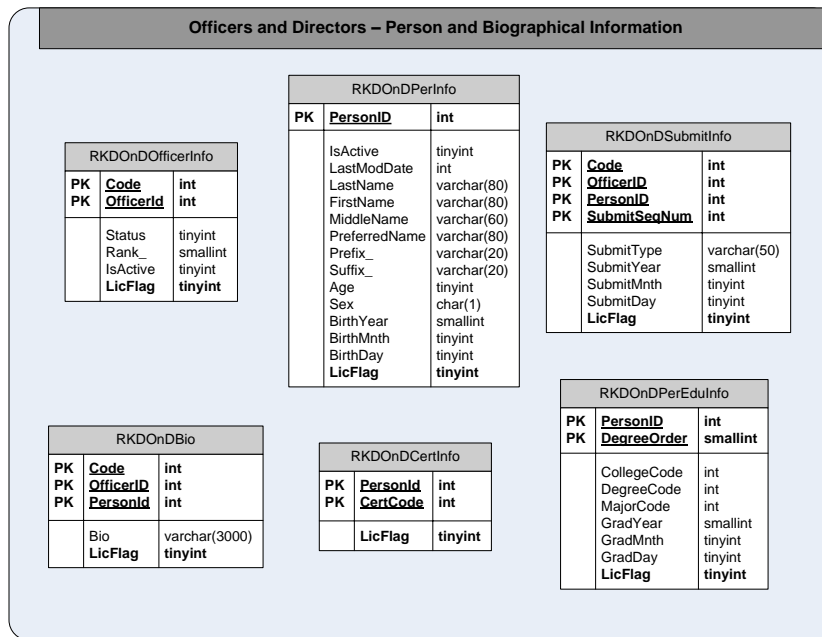 Officers and Directors – Person and Biographical Information
RKDOnDPerInfo
PK PersonID int
IsActive tinyint
LastModDate int
LastName varchar(80)
FirstName varchar(80)
MiddleName varchar(60)
PreferredName varchar(80)
Prefix_ varchar(20)
Suffix_ varchar(20)
Age tinyint
Sex char(1)
BirthYear smallint
BirthMnth tinyint
BirthDay tinyint
LicFlag tinyint
RKDOnDOfficerInfo
PK Code int
PK OfficerId int
Status tinyint
Rank_ smallint
IsActive tinyint
LicFlag tinyint
RKDOnDSubmitInfo
PK Code int
PK OfficerID int
PK PersonID int
PK SubmitSeqNum int
SubmitType varchar(50)
SubmitYear smallint
SubmitMnth tinyint
SubmitDay tinyint
LicFlag tinyint
RKDOnDBio
PK Code int
PK OfficerID int
PK PersonId int
Bio varchar(3000)
LicFlag tinyint
RKDOnDCertInfo
PK PersonId int
PK CertCode int
LicFlag tinyint
RKDOnDPerEduInfo
PK PersonID int
PK DegreeOrder smallint
CollegeCode int
DegreeCode int
MajorCode int
GradYear smallint
GradMnth tinyint
GradDay tinyint
LicFlag tinyint